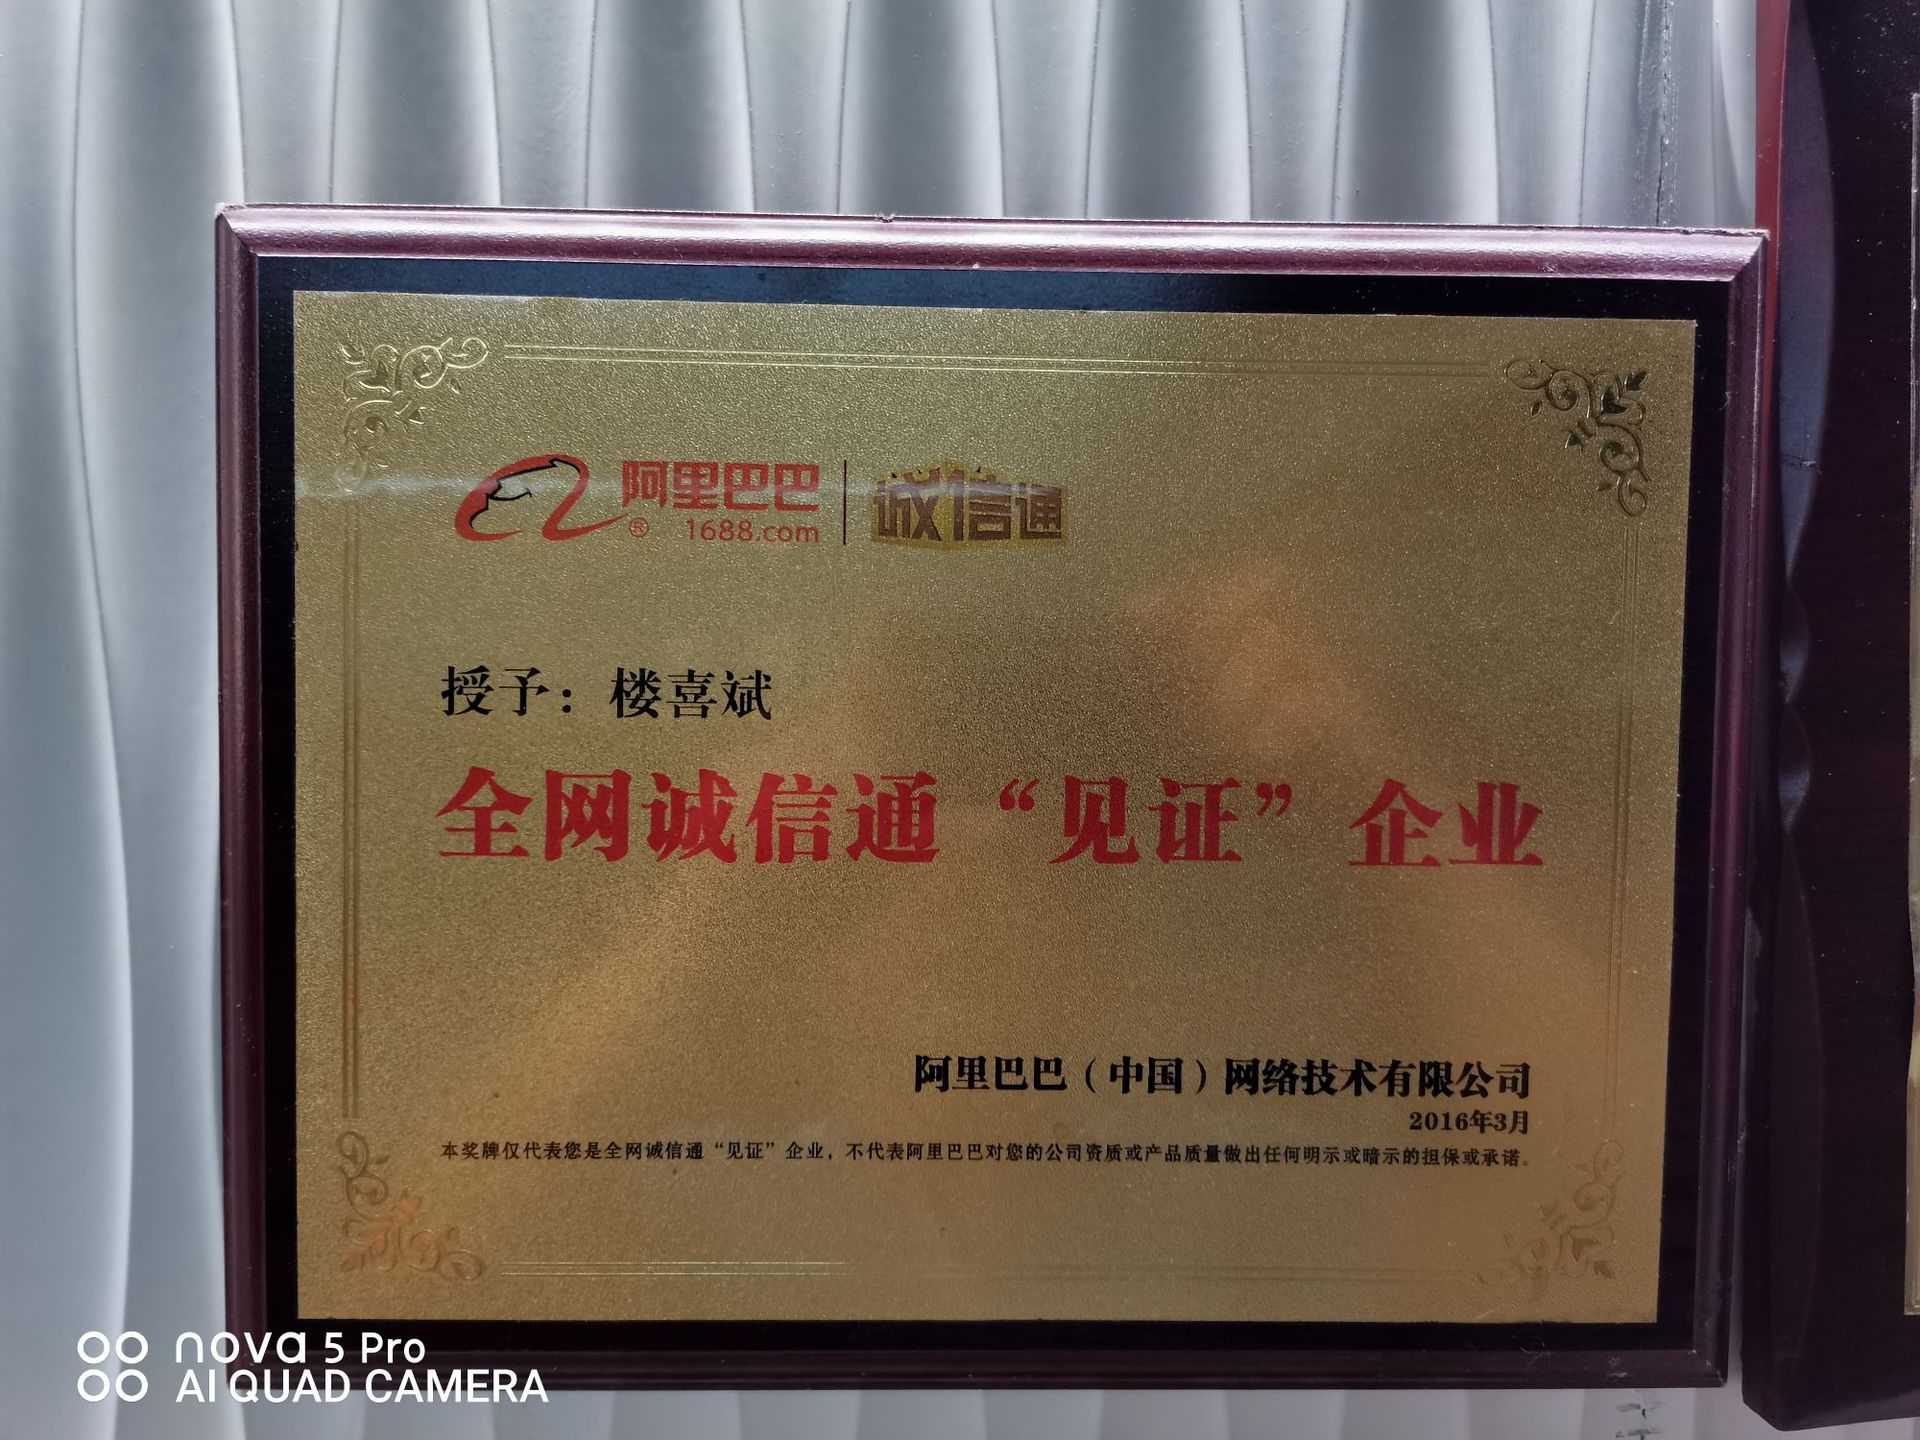 阿里巴巴 诚信通
® 1688.com
授予：楼喜斌
全网诚信通“见证”企业
阿里巴巴（中国）网络技术有限公司
2016年3月
本奖牌仅代表您是全网诚信通“见证”企业，不代表阿里巴巴对您的公司资质或产品质量做出任何明示或暗示的担保或承诺。
nova 5 Pro
AI QUAD CAMERA